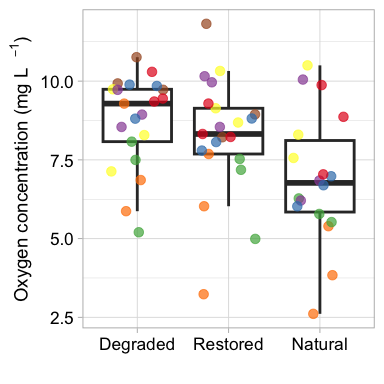 Oxygen concentration (mg L ⁻¹)
10.0
7.5
5.0
2.5
Degraded Restored Natural